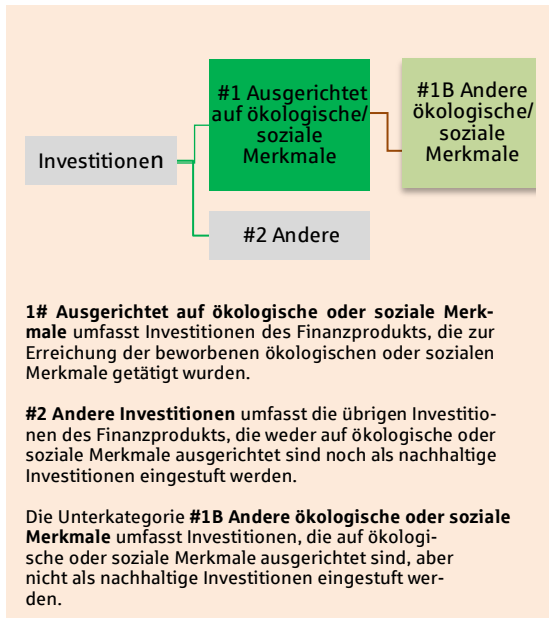 #1 Ausgerichtet
auf ökologische/
soziale
Merkmale
#1B Andere
ökologische/
soziale
Merkmale
Investitionen
#2 Andere
1# Ausgerichtet auf ökologische oder soziale Merk-
male umfasst Investitionen des Finanzprodukts, die zur
Erreichung der beworbenen ökologischen oder sozialen
Merkmale getätigt wurden.
#2 Andere Investitionen umfasst die übrigen Investitio-
nen des Finanzprodukts, die weder auf ökologische oder
soziale Merkmale ausgerichtet sind noch als nachhaltige
Investitionen eingestuft werden.
Die Unterkategorie #1B Andere ökologische oder soziale
Merkmale umfasst Investitionen, die auf ökologi-
sche oder soziale Merkmale ausgerichtet sind, aber
nicht als nachhaltige Investitionen eingestuft wer-
den.